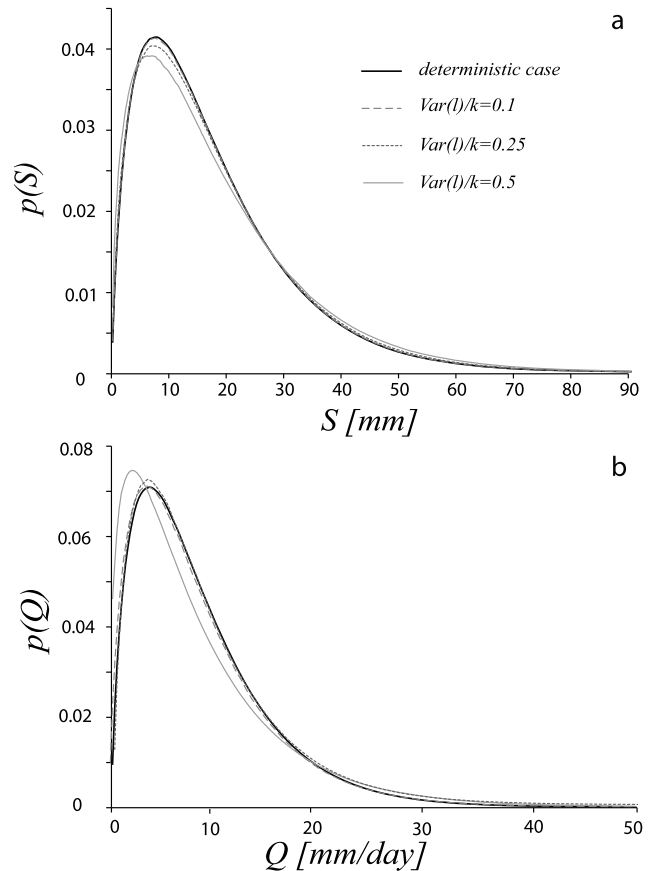 a
0.04
0.03
0.02
0.01
0
p(S)
deterministic case
Var(l)/k=0.1
Var(l)/k=0.25
Var(l)/k=0.5
0 10 20 30 40 50 60 70 80 90
S [mm]
b
0.08
0.06
0.04
0.02
0
p(Q)
0 10 20 30 40 50
Q [mm/day]